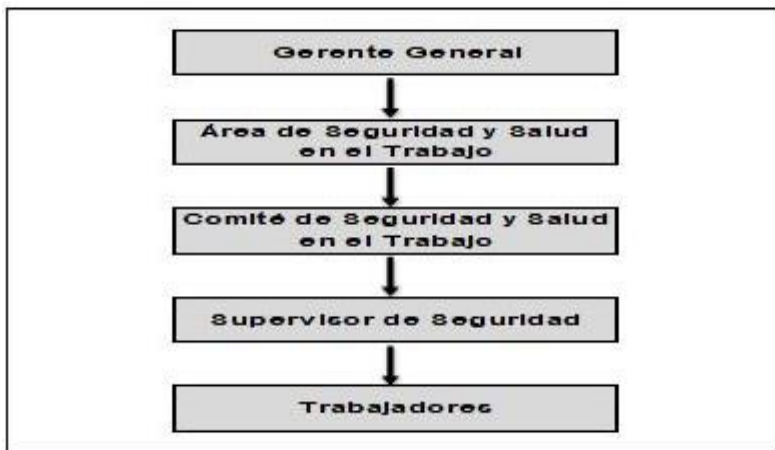 Gerente General
Área de Seguridad y Salud
en el Trabajo
Comité de Seguridad y Salud
en el Trabajo
Supervisor de Seguridad
Trabajadores